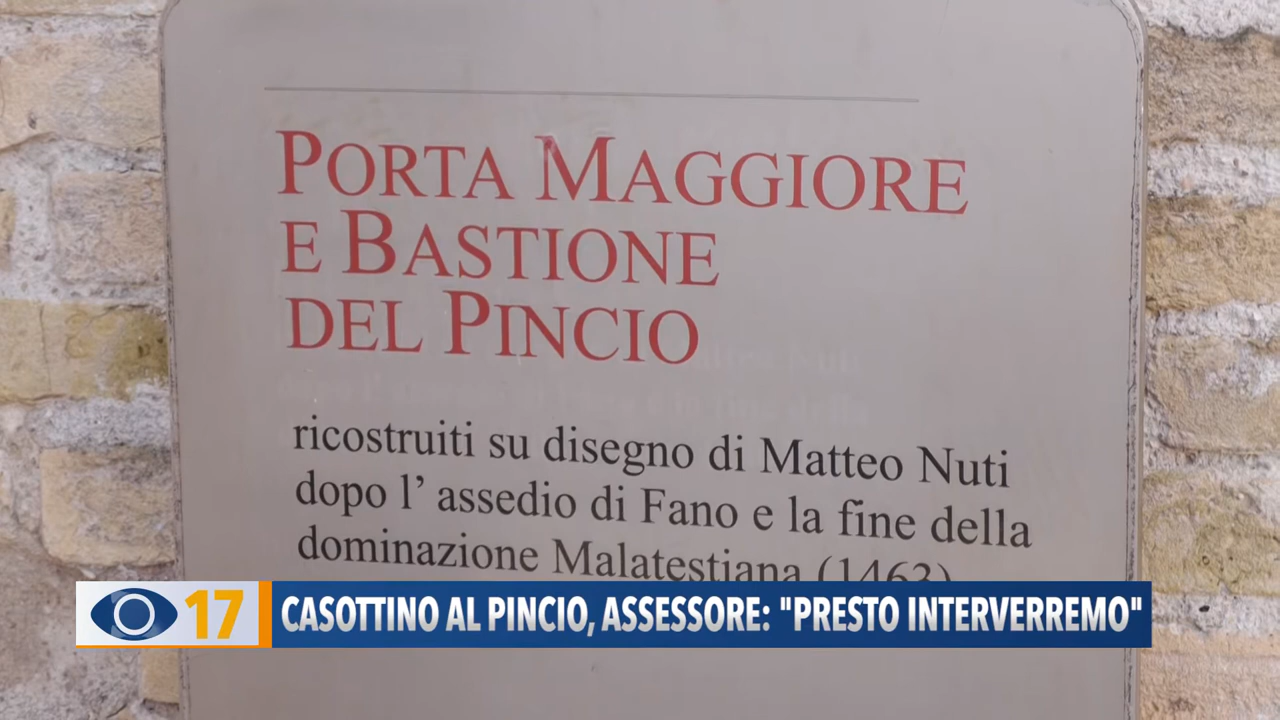 PORTA MAGGIORE
E BASTIONE
DEL PINCIO
ricostruiti su disegno di Matteo Nuti
dopo l' assedio di Fano e la fine della
dominazione Malatestiana (1463)
17 CASOTTINO AL PINCIO, ASSESSORE: "PRESTO INTERVERREMO"